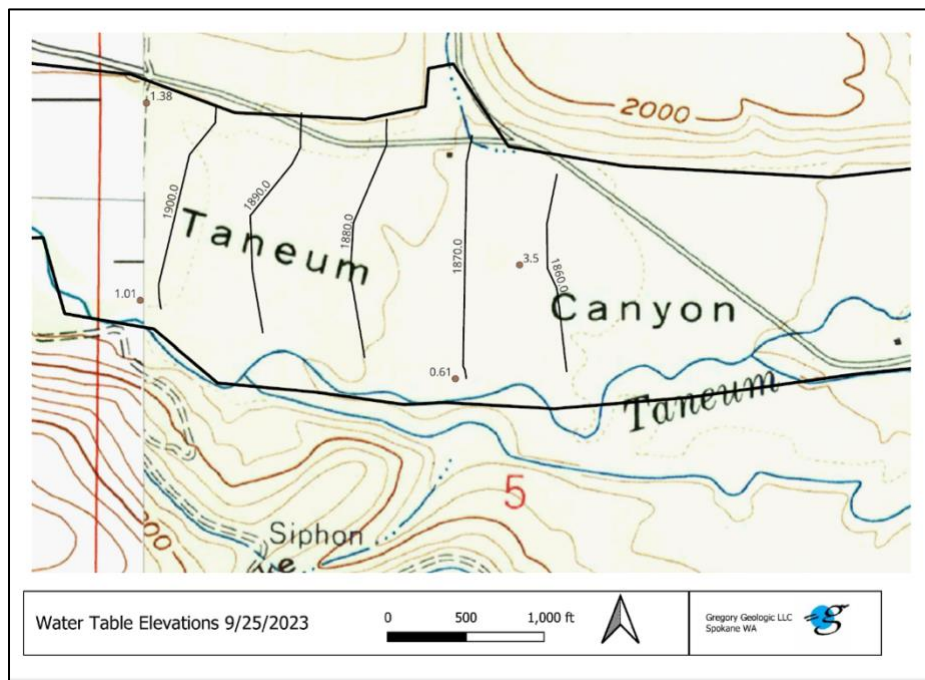 2000
1.38
1900.0
1890.0
1880.0
1870.0
1860.0
Taneum
3.5
1.01
Canyon
0.61
Taneum
5
Siphon
e
00
Water Table Elevations 9/25/2023
0 500 1,000 ft
Gregory Geologic LLC
Spokane WA
g